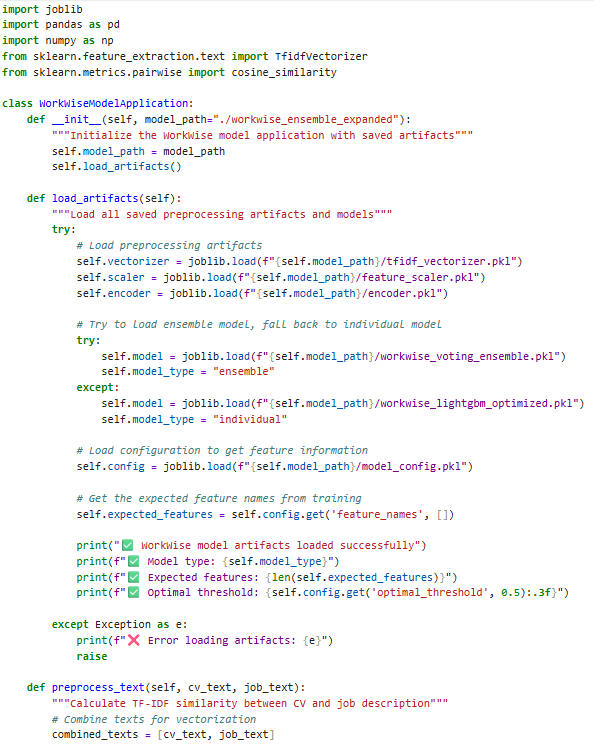 import joblib
import pandas as pd
import numpy as np
from sklearn.feature_extraction.text import TfidfVectorizer
from sklearn.metrics.pairwise import cosine_similarity

class WorkWiseModelApplication:
    def __init__(self, model_path="./workwise_ensemble_expanded"):
        """Initialize the WorkWise model application with saved artifacts"""
        self.model_path = model_path
        self.load_artifacts()

    def load_artifacts(self):
        """Load all saved preprocessing artifacts and models"""
        try:
            # Load preprocessing artifacts
            self.vectorizer = joblib.load(f"{self.model_path}/tfidf_vectorizer.pkl")
            self.scaler = joblib.load(f"{self.model_path}/feature_scaler.pkl")
            self.encoder = joblib.load(f"{self.model_path}/encoder.pkl")

            # Try to load ensemble model, fall back to individual model
            try:
                self.model = joblib.load(f"{self.model_path}/workwise_voting_ensemble.pkl")
                self.model_type = "ensemble"
            except:
                self.model = joblib.load(f"{self.model_path}/workwise_lightgbm_optimized.pkl")
                self.model_type = "individual"

            # Load configuration to get feature information
            self.config = joblib.load(f"{self.model_path}/model_config.pkl")

            # Get the expected feature names from training
            self.expected_features = self.config.get('feature_names', [])

            print("✅ WorkWise model artifacts loaded successfully")
            print(f"✅ Model type: {self.model_type}")
            print(f"✅ Expected features: {len(self.expected_features)}")
            print(f"✅ Optimal threshold: {self.config.get('optimal_threshold', 0.5):.3f}")

        except Exception as e:
            print(f"❌ Error loading artifacts: {e}")
            raise

    def preprocess_text(self, cv_text, job_text):
        """Calculate TF-IDF similarity between CV and job description"""
        # Combine texts for vectorization
        combined_texts = [cv_text, job_text]